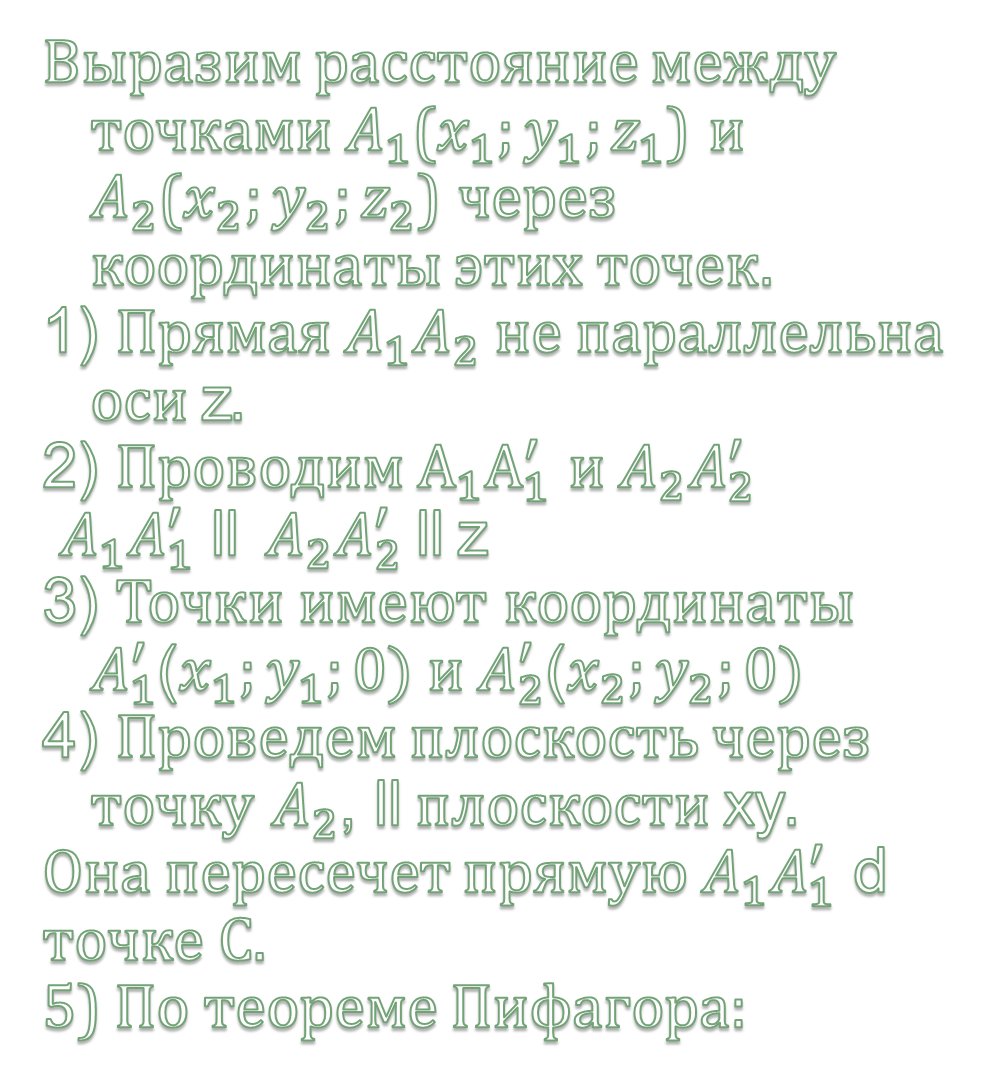 Выразим расстояние между
точками A₁(x₁; y₁; z₁) и
A₂(x₂; y₂; z₂) через
координаты этих точек.
1) Прямая A₁A₂ не параллельна
оси z.
2) Проводим A₁A₁′ и A₂A₂′
A₁A₁′ || A₂A₂′ || z
3) Точки имеют координаты
A₁′(x₁; y₁; 0) и A₂′(x₂; y₂; 0)
4) Проведем плоскость через
точку A₂, || плоскости xy.
Она пересечет прямую A₁A₁′ d
точке C.
5) По теореме Пифагора: